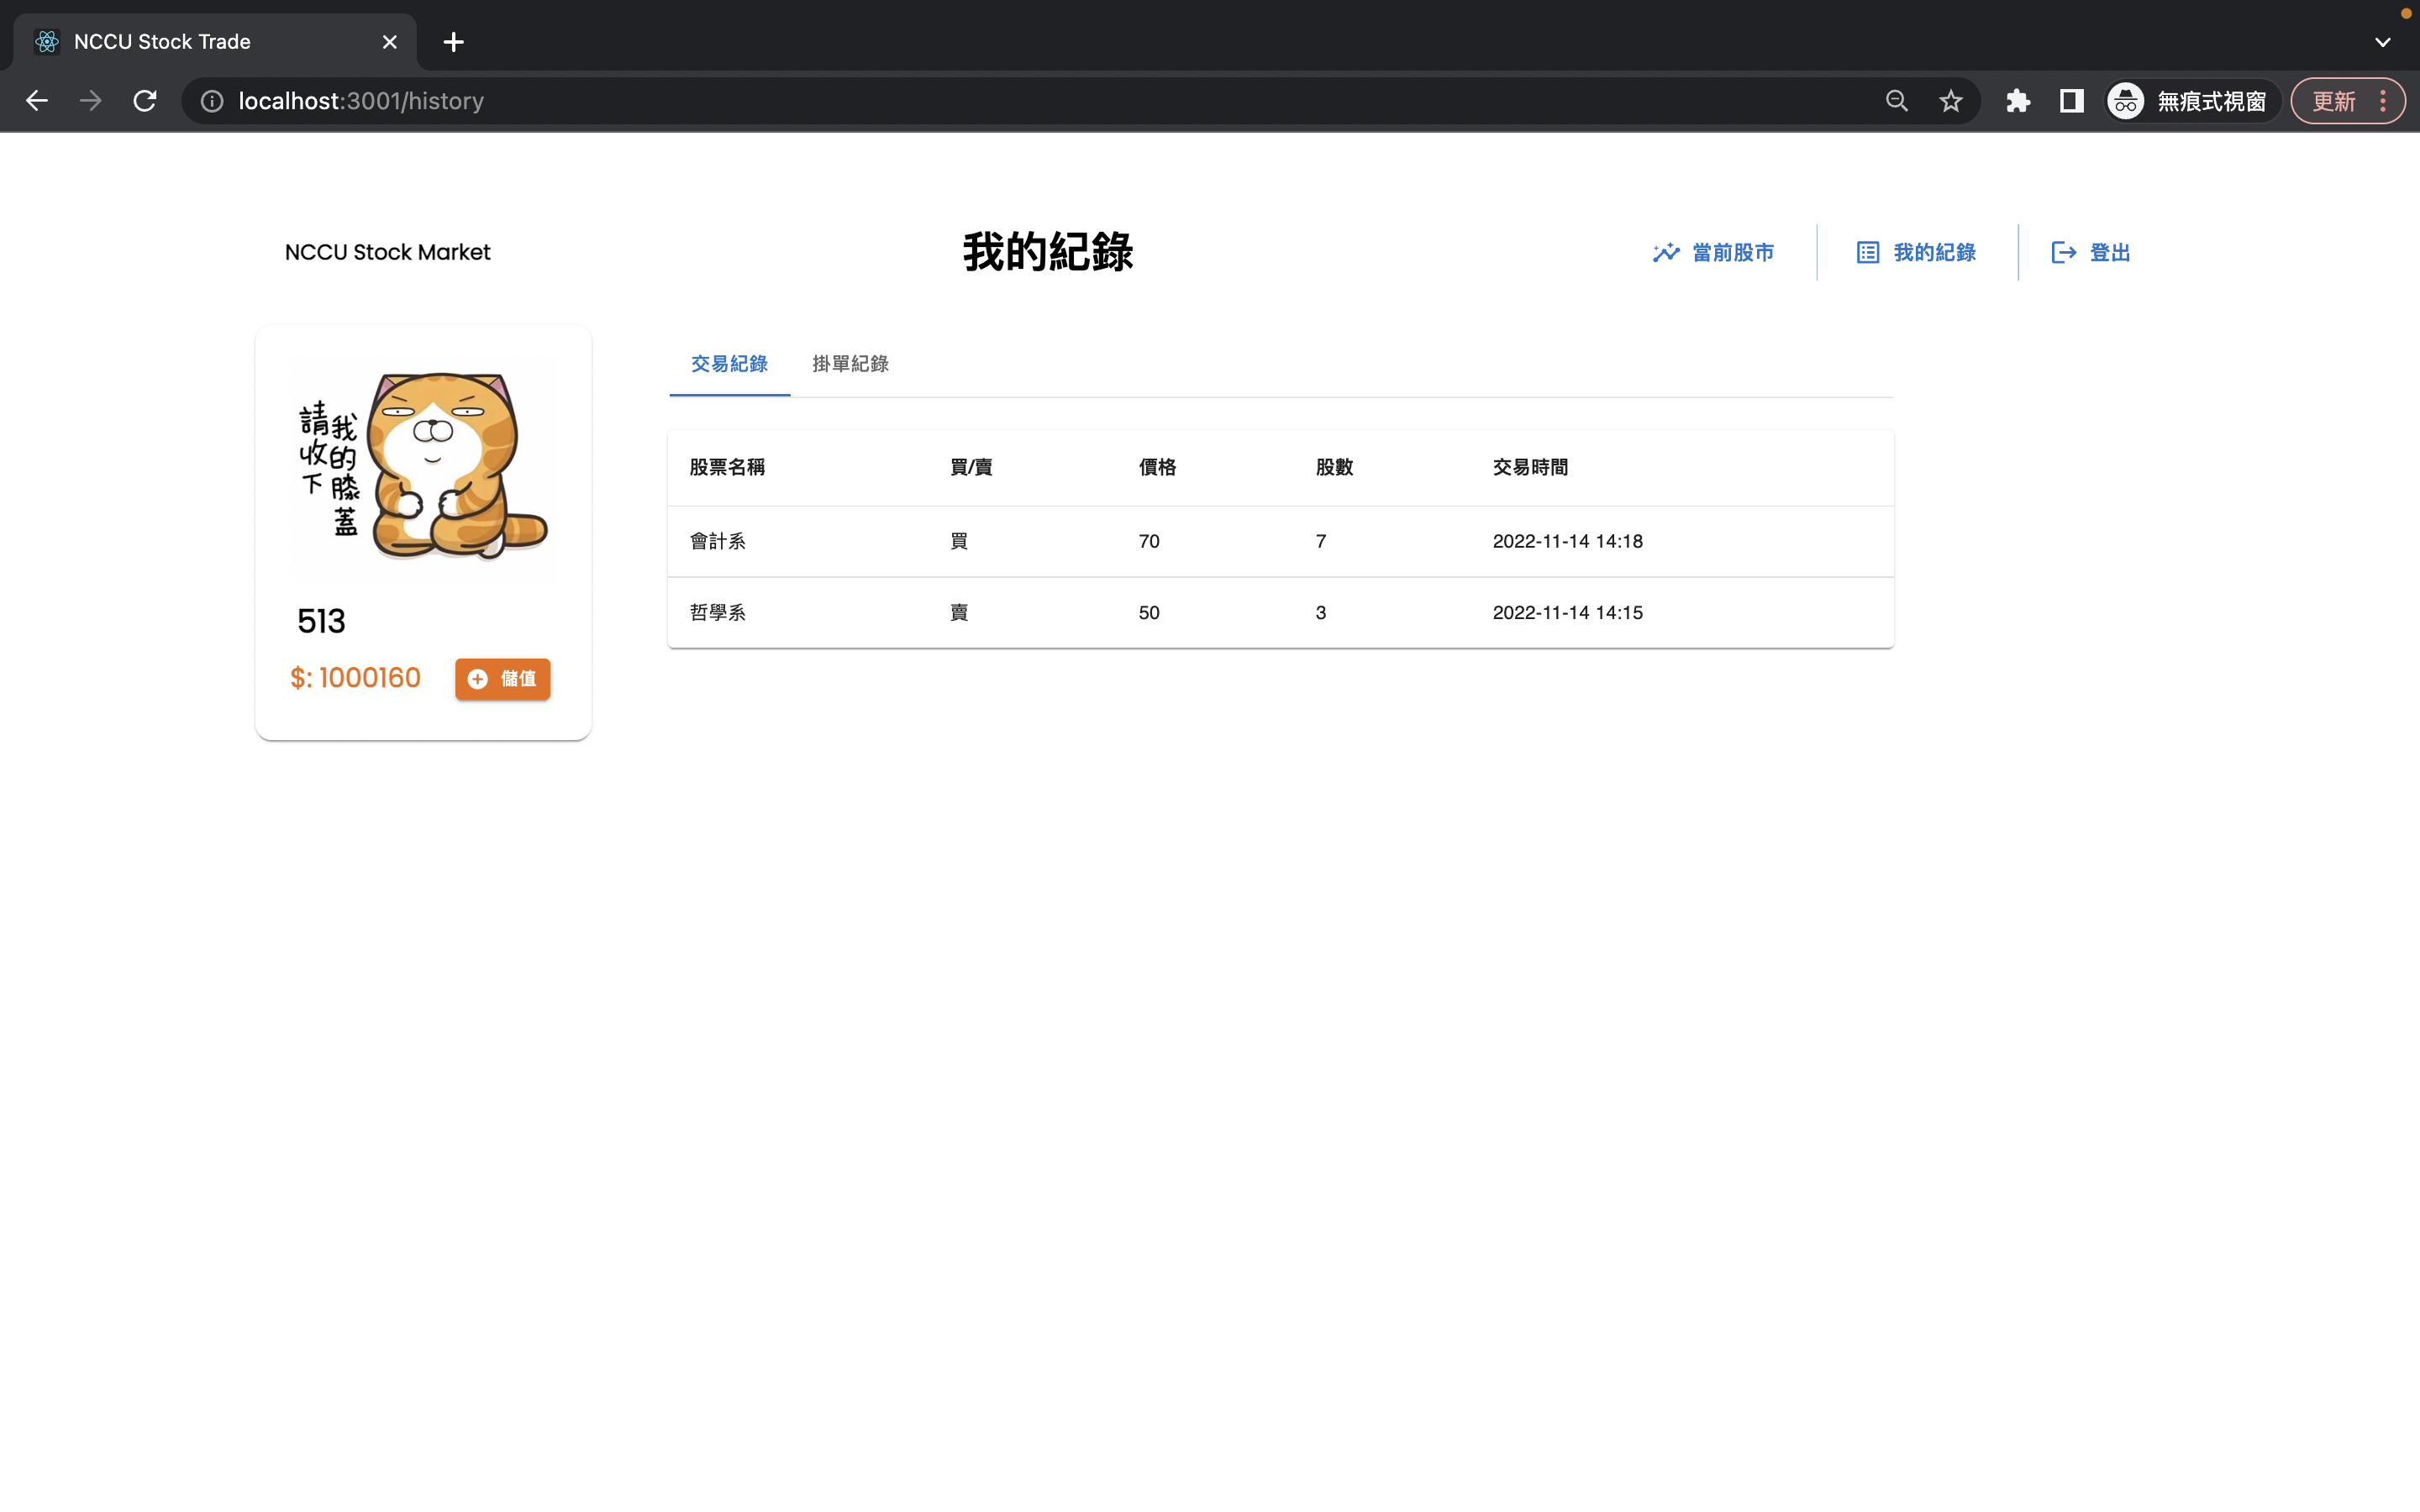 NCCU Stock Trade
localhost:3001/history
無痕式視窗
更新
NCCU Stock Market
我的紀錄
當前股市
我的紀錄
登出
請收下
我的膝蓋
513
$: 1000160
儲值
交易紀錄
掛單紀錄
股票名稱 買/賣 價格 股數 交易時間
會計系 買 70 7 2022-11-14 14:18
哲學系 賣 50 3 2022-11-14 14:15